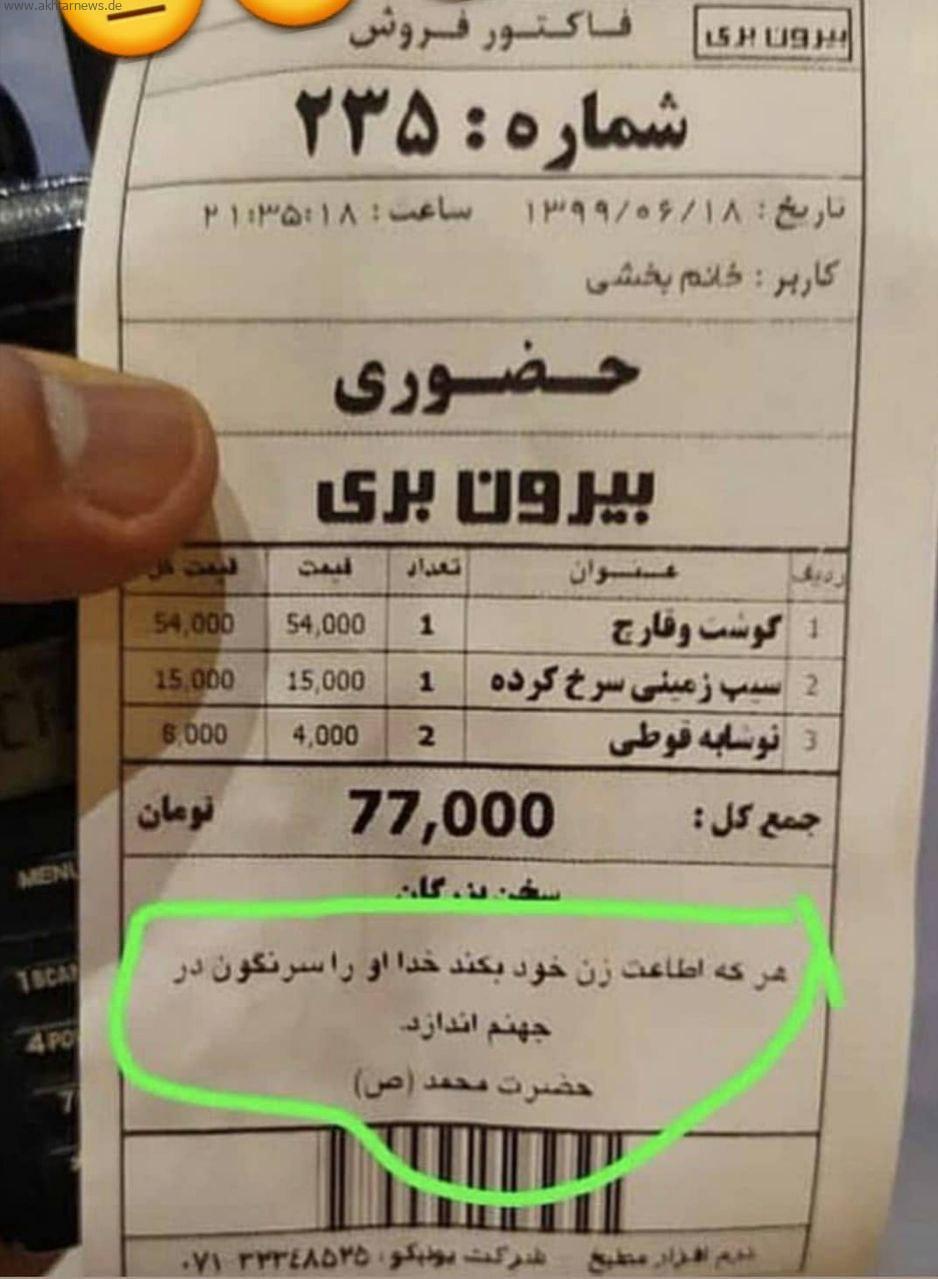 www.akhtarnews.de
بیرون بری فاکتور فروش
شماره : ۲۳۵
تاریخ : ۱۳۹۹/۰۶/۱۸ ساعت : ۲۱:۳۵:۱۸
کاربر : خانم بخشی
حضوری
بیرون بری
ردیف عنوان تعداد قیمت قیمت کل
1 گوشت وقارچ 1 54,000 54,000
2 سیب زمینی سرخ کرده 1 15,000 15,000
3 نوشابه قوطی 2 4,000 8,000
جمع کل : 77,000 تومان
سخن بزرگان
هر که اطاعت زن خود بکند خدا او را سرنگون در
جهنم اندازد.
حضرت محمد (ص)
نرم افزار مطبخ شرکت یونیکو : ۰۷۱-۳۲۳۴۸۵۲۵
MENU